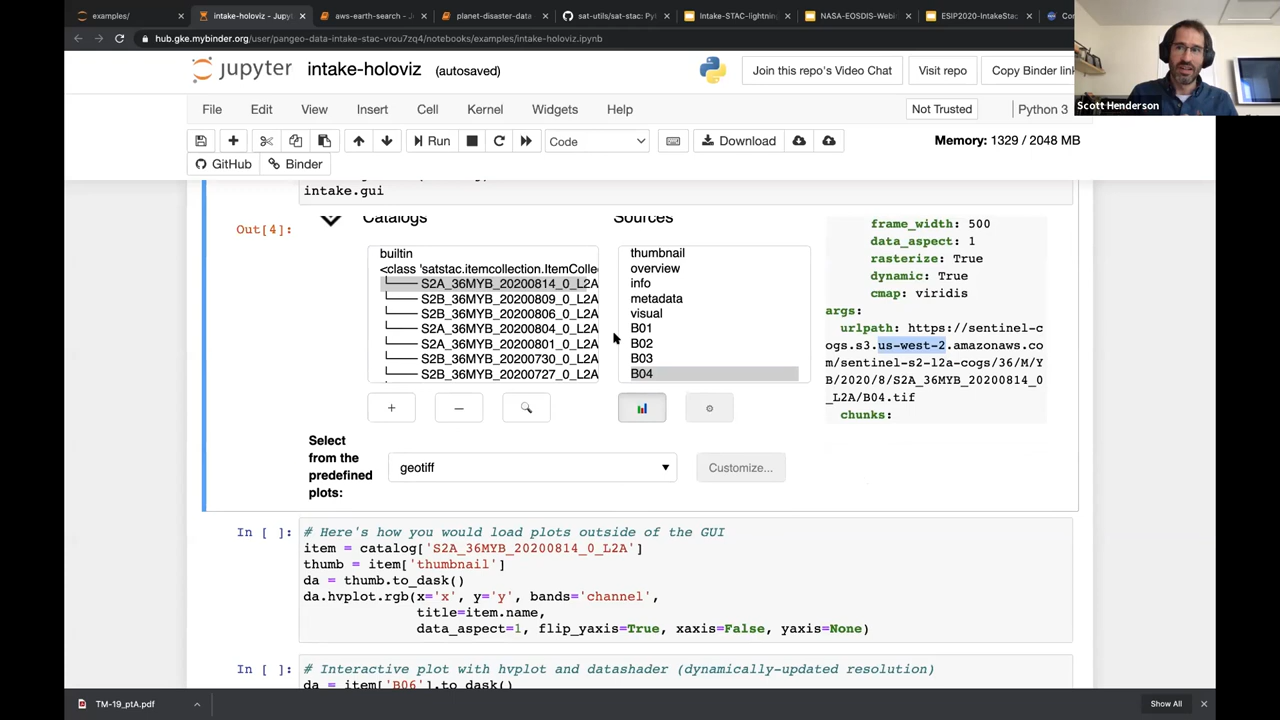 examples/
intake-holoviz - Jupyt
aws-earth-search - Jup
planet-disaster-data
sat-utils/sat-stac: Py
Intake-STAC-lightning
NASA-EOSDIS-Webi
ESIP2020-IntakeSTAC
Co
hub.gke.mybinder.org/user/pangeo-data-intake-stac-vrou7zq4/notebooks/examples/intake-holoviz.ipynb
jupyter intake-holoviz (autosaved)
Join this repo's Video Chat
Visit repo
Copy Binder link
Scott Henderson
File Edit View Insert Cell Kernel Widgets Help
Not Trusted
Python 3
Run
Code
Download
Memory: 1329 / 2048 MB
GitHub
Binder
intake.gui
Out[4]:
Catalogs
builtin
<class 'satstac.itemcollection.ItemColle
S2A_36MYB_20200814_0_L2A
S2B_36MYB_20200809_0_L2A
S2B_36MYB_20200806_0_L2A
S2A_36MYB_20200804_0_L2A
S2A_36MYB_20200801_0_L2A
S2B_36MYB_20200730_0_L2A
S2B_36MYB_20200727_0_L2A
Sources
thumbnail
overview
info
metadata
visual
B01
B02
B03
B04
frame_width: 500
data_aspect: 1
rasterize: True
dynamic: True
cmap: viridis
args:
urlpath: https://sentinel-c
ogs.s3.us-west-2.amazonaws.co
m/sentinel-s2-l2a-cogs/36/M/Y
B/2020/8/S2A_36MYB_20200814_0
_L2A/B04.tif
chunks:
+
–
Select
from the
predefined
plots:
geotiff
Customize...
In [ ]:
# Here's how you would load plots outside of the GUI
item = catalog['S2A_36MYB_20200814_0_L2A']
thumb = item['thumbnail']
da = thumb.to_dask()
da.hvplot.rgb(x='x', y='y', bands='channel',
title=item.name,
data_aspect=1, flip_yaxis=True, xaxis=False, yaxis=None)
In [ ]:
# Interactive plot with hvplot and datashader (dynamically-updated resolution)
da = item['B06'].to_dask()
TM-19_ptA.pdf
Show All